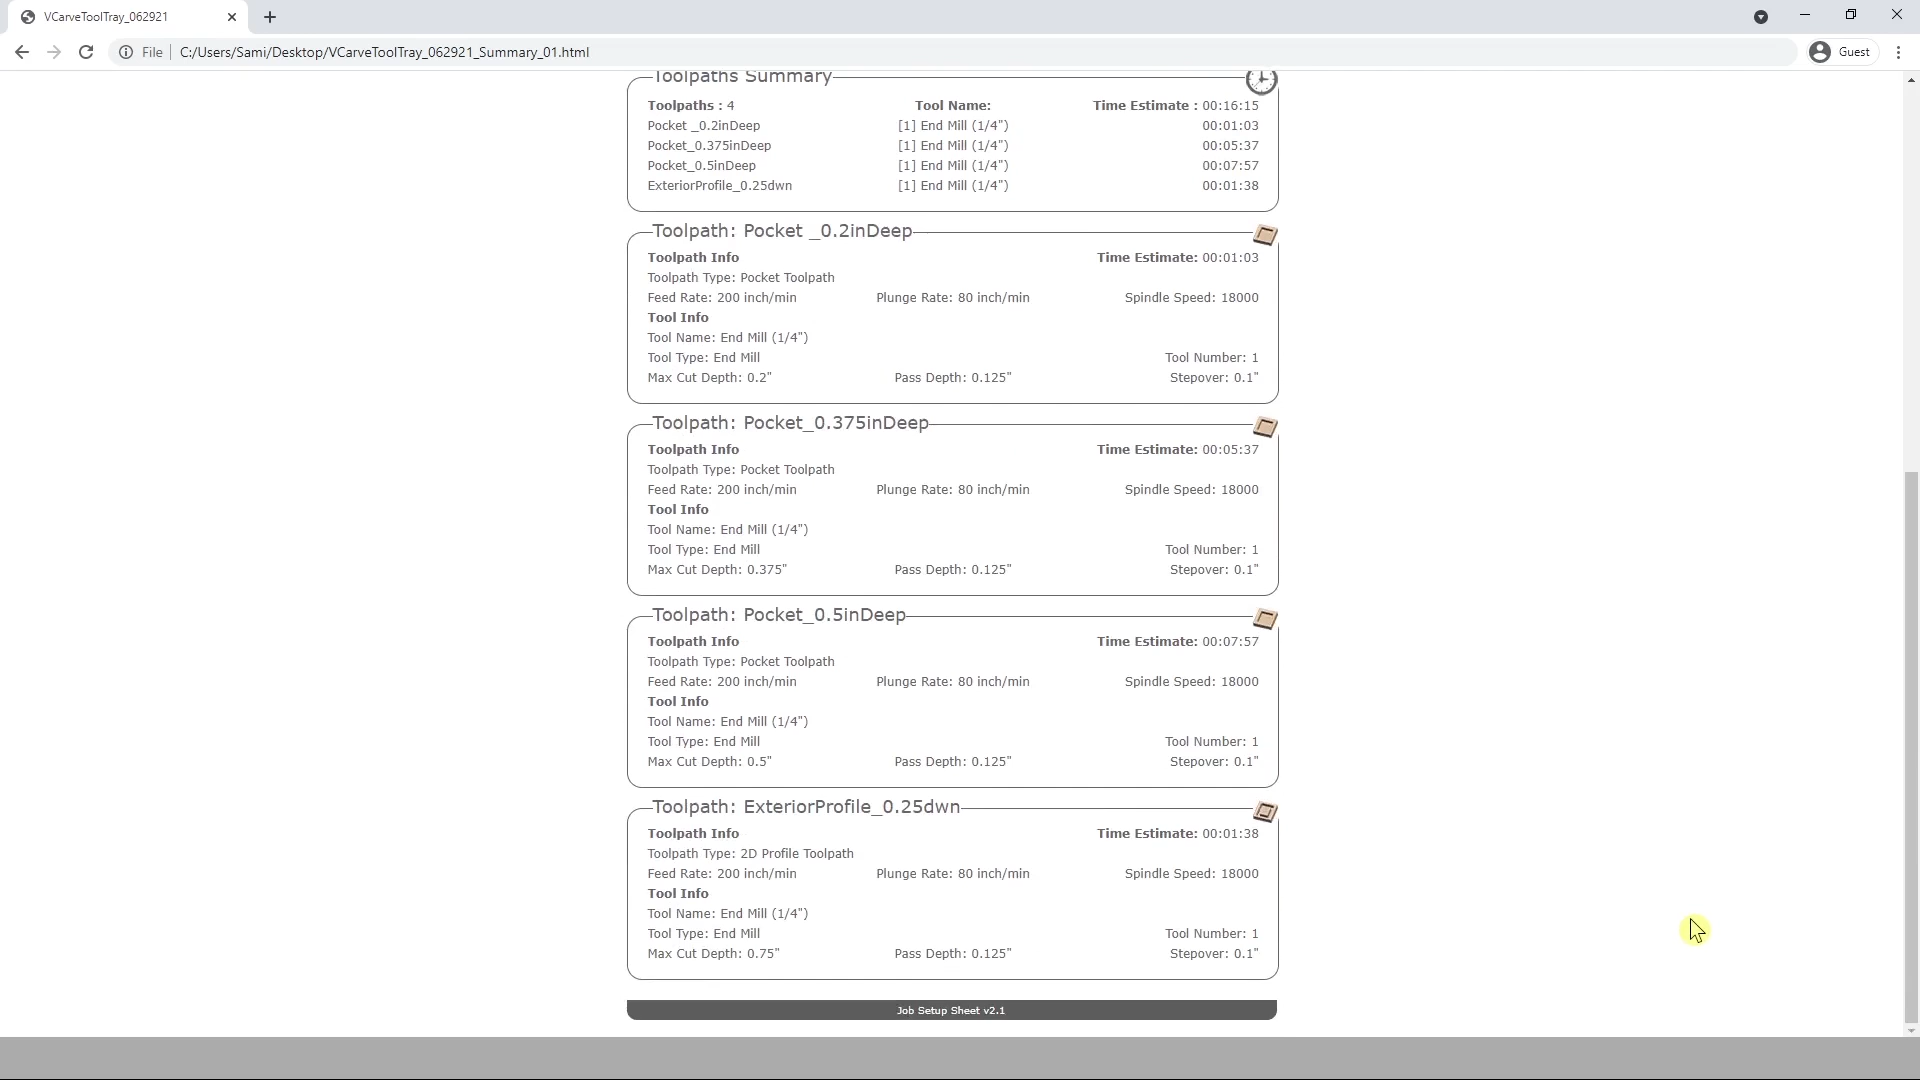 VCarveToolTray_062921
File C:/Users/Sami/Desktop/VCarveToolTray_062921_Summary_01.html Guest
Toolpaths Summary
Toolpaths : 4 Tool Name: Time Estimate : 00:16:15
Pocket _0.2inDeep [1] End Mill (1/4") 00:01:03
Pocket_0.375inDeep [1] End Mill (1/4") 00:05:37
Pocket_0.5inDeep [1] End Mill (1/4") 00:07:57
ExteriorProfile_0.25dwn [1] End Mill (1/4") 00:01:38
Toolpath: Pocket _0.2inDeep
Toolpath Info Time Estimate: 00:01:03
Toolpath Type: Pocket Toolpath
Feed Rate: 200 inch/min Plunge Rate: 80 inch/min Spindle Speed: 18000
Tool Info
Tool Name: End Mill (1/4")
Tool Type: End Mill Tool Number: 1
Max Cut Depth: 0.2" Pass Depth: 0.125" Stepover: 0.1"
Toolpath: Pocket_0.375inDeep
Toolpath Info Time Estimate: 00:05:37
Toolpath Type: Pocket Toolpath
Feed Rate: 200 inch/min Plunge Rate: 80 inch/min Spindle Speed: 18000
Tool Info
Tool Name: End Mill (1/4")
Tool Type: End Mill Tool Number: 1
Max Cut Depth: 0.375" Pass Depth: 0.125" Stepover: 0.1"
Toolpath: Pocket_0.5inDeep
Toolpath Info Time Estimate: 00:07:57
Toolpath Type: Pocket Toolpath
Feed Rate: 200 inch/min Plunge Rate: 80 inch/min Spindle Speed: 18000
Tool Info
Tool Name: End Mill (1/4")
Tool Type: End Mill Tool Number: 1
Max Cut Depth: 0.5" Pass Depth: 0.125" Stepover: 0.1"
Toolpath: ExteriorProfile_0.25dwn
Toolpath Info Time Estimate: 00:01:38
Toolpath Type: 2D Profile Toolpath
Feed Rate: 200 inch/min Plunge Rate: 80 inch/min Spindle Speed: 18000
Tool Info
Tool Name: End Mill (1/4")
Tool Type: End Mill Tool Number: 1
Max Cut Depth: 0.75" Pass Depth: 0.125" Stepover: 0.1"
Job Setup Sheet v2.1